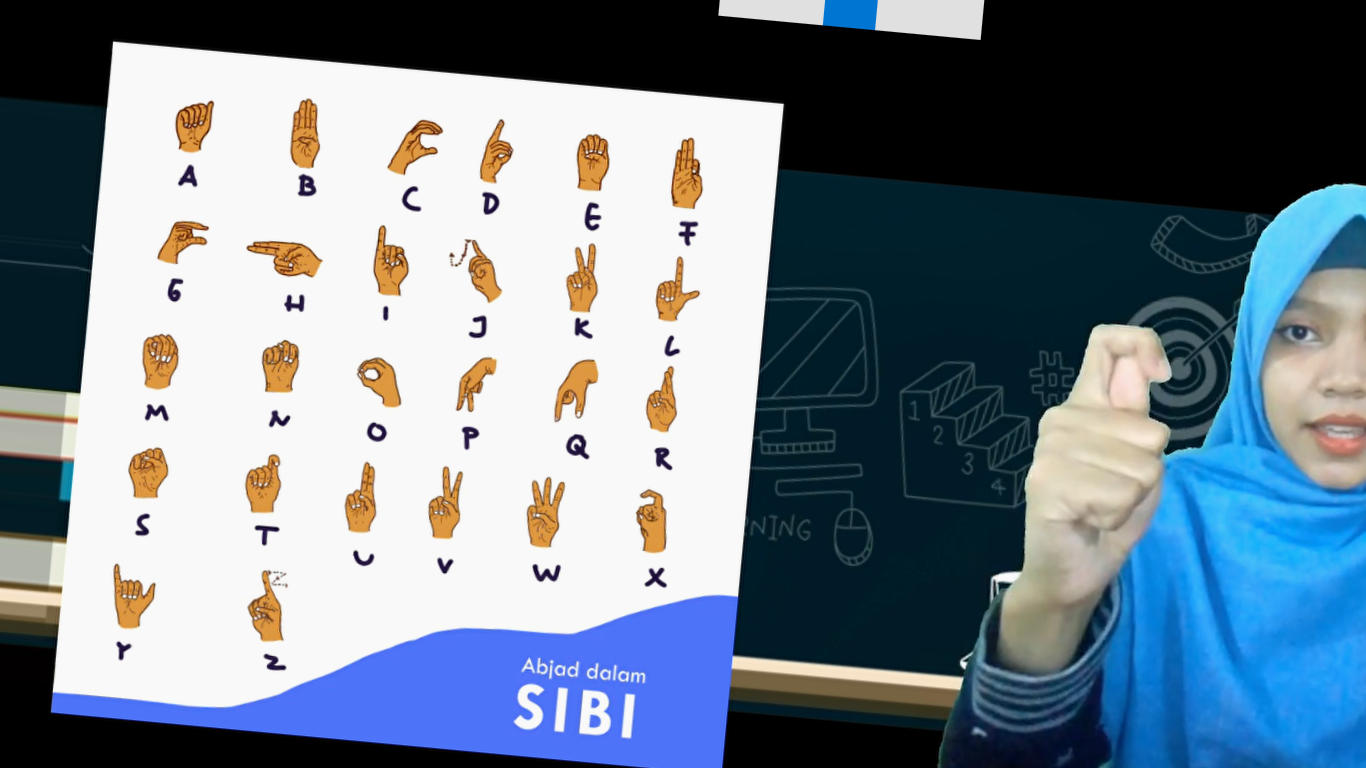 A B C D E F
G H I J K L
M N O P Q R
S T U V W X
Y Z
Abjad dalam
SIBI
1
2
3
4
#
NING